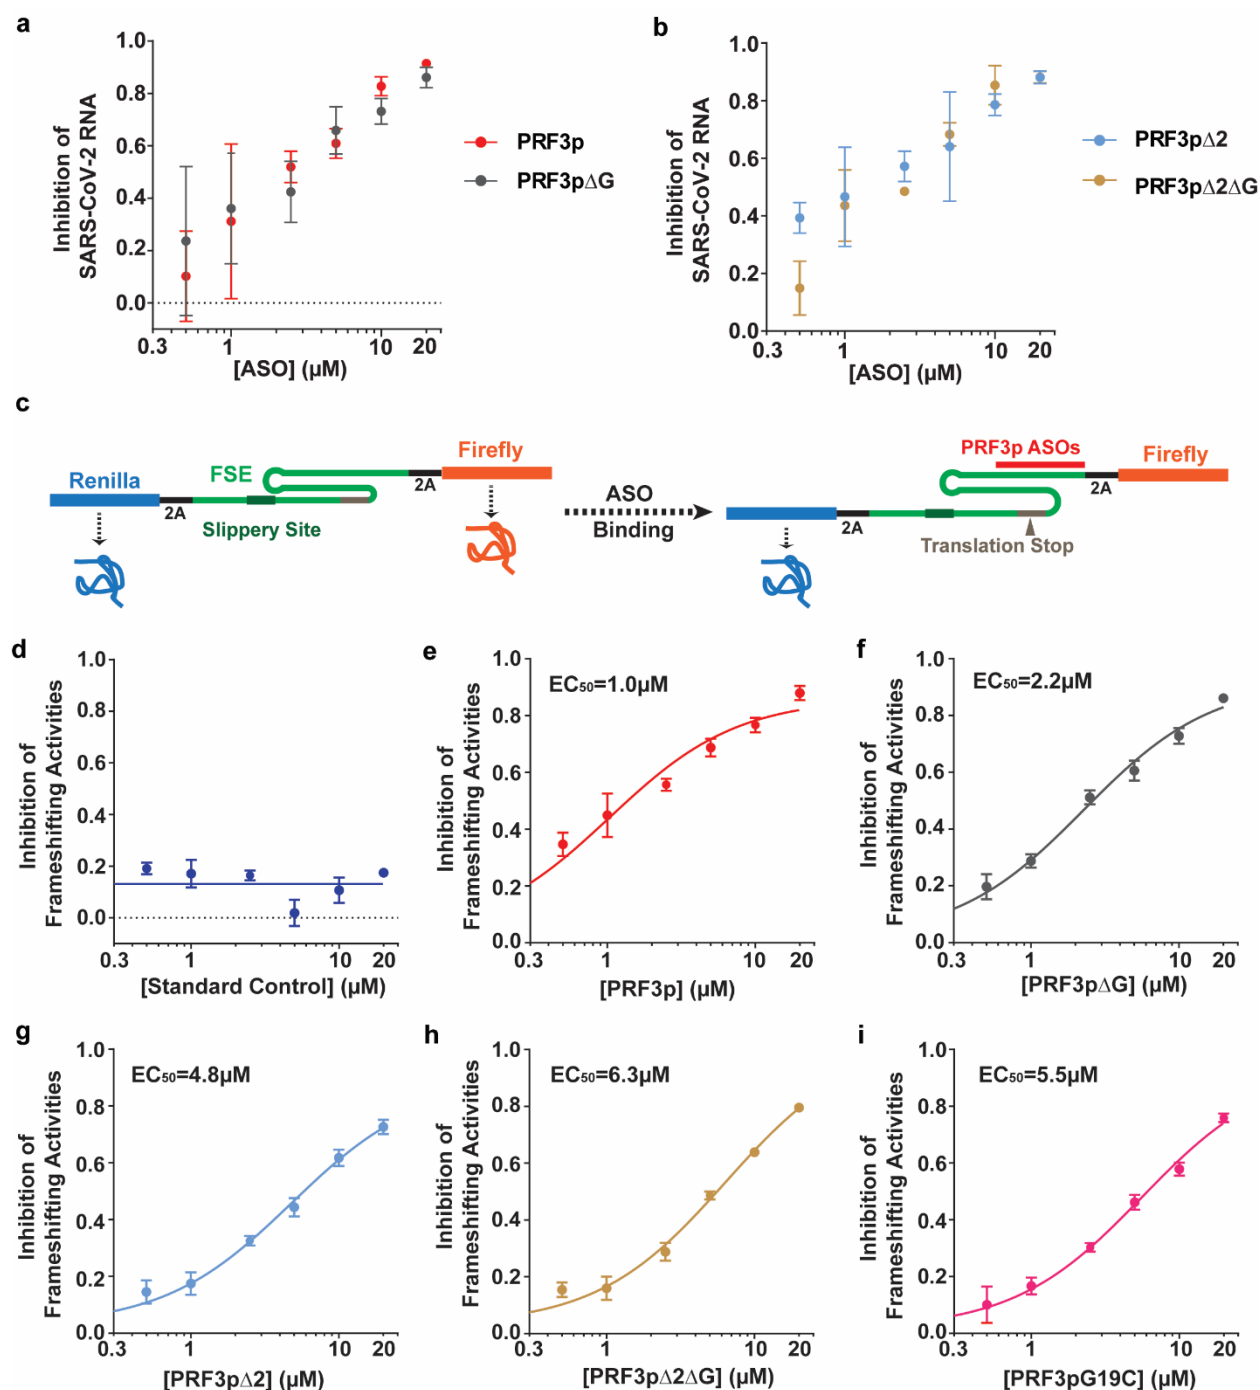 a
1.0
0.8
0.6
0.4
0.2
0.0
Inhibition of
SARS-CoV-2 RNA
0.3
1
10
20
[ASO] (µM)
PRF3p
PRF3pΔG
b
1.0
0.8
0.6
0.4
0.2
0.0
Inhibition of
SARS-CoV-2 RNA
0.3
1
10
20
[ASO] (µM)
PRF3pΔ2
PRF3pΔ2ΔG
c
Renilla
2A
FSE
Slippery Site
2A
Firefly
ASO
Binding
2A
PRF3p ASOs
2A
Firefly
Translation Stop
d
1.0
0.8
0.6
0.4
0.2
0.0
Inhibition of
Frameshifting Activities
0.3
1
10
20
[Standard Control] (µM)
e
1.0
0.8
0.6
0.4
0.2
0.0
Inhibition of
Frameshifting Activities
EC₅₀=1.0µM
0.3
1
10
20
[PRF3p] (µM)
f
1.0
0.8
0.6
0.4
0.2
0.0
Inhibition of
Frameshifting Activities
EC₅₀=2.2µM
0.3
1
10
20
[PRF3pΔG] (µM)
g
1.0
0.8
0.6
0.4
0.2
0.0
Inhibition of
Frameshifting Activities
EC₅₀=4.8µM
0.3
1
10
20
[PRF3pΔ2] (µM)
h
1.0
0.8
0.6
0.4
0.2
0.0
Inhibition of
Frameshifting Activities
EC₅₀=6.3µM
0.3
1
10
20
[PRF3pΔ2ΔG] (µM)
i
1.0
0.8
0.6
0.4
0.2
0.0
Inhibition of
Frameshifting Activities
EC₅₀=5.5µM
0.3
1
10
20
[PRF3pG19C] (µM)